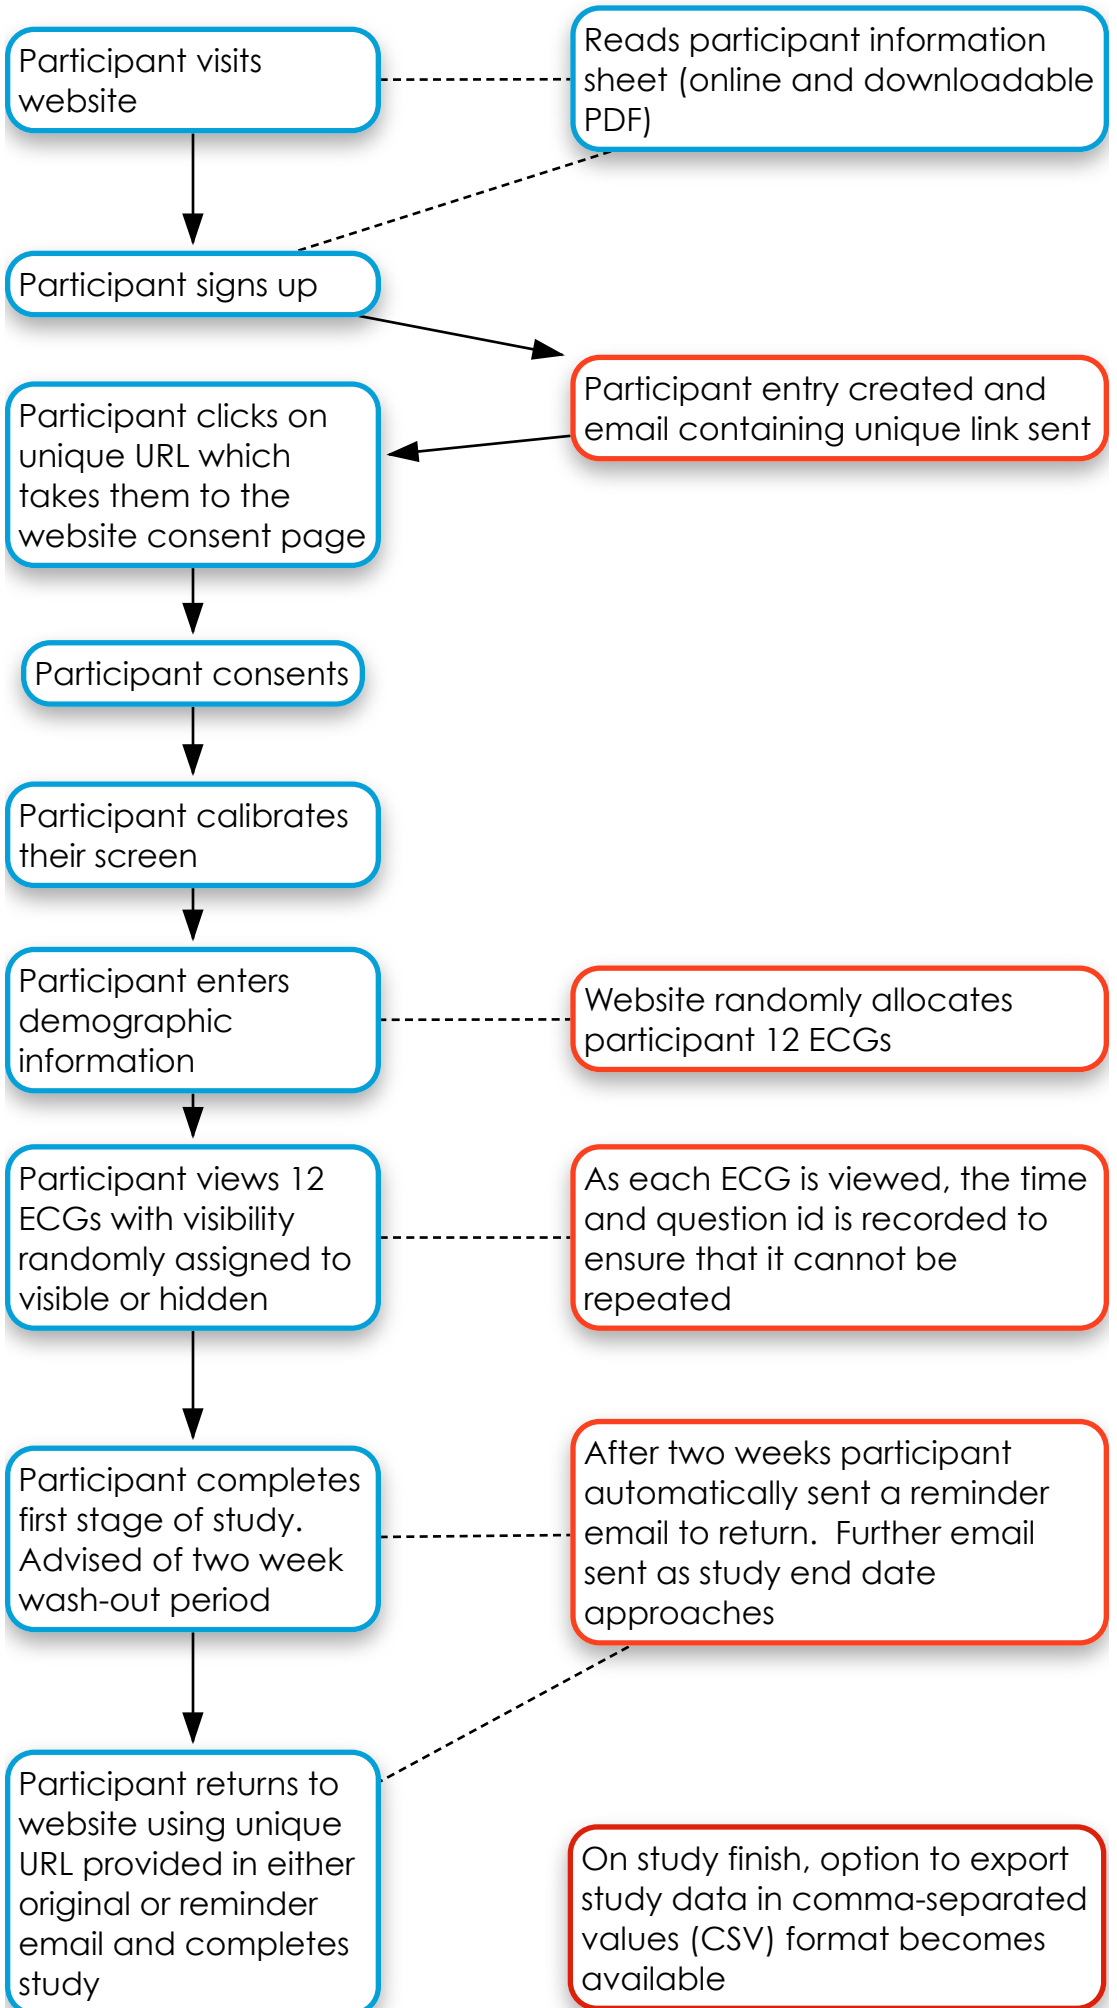 Participant visits
website
Reads participant information
sheet (online and downloadable
PDF)
Participant signs up
Participant entry created and
email containing unique link sent
Participant clicks on
unique URL which
takes them to the
website consent page
Participant consents
Participant calibrates
their screen
Participant enters
demographic
information
Website randomly allocates
participant 12 ECGs
Participant views 12
ECGs with visibility
randomly assigned to
visible or hidden
As each ECG is viewed, the time
and question id is recorded to
ensure that it cannot be
repeated
Participant completes
first stage of study.
Advised of two week
wash-out period
After two weeks participant
automatically sent a reminder
email to return.  Further email
sent as study end date
approaches
Participant returns to
website using unique
URL provided in either
original or reminder
email and completes
study
On study finish, option to export
study data in comma-separated
values (CSV) format becomes
available